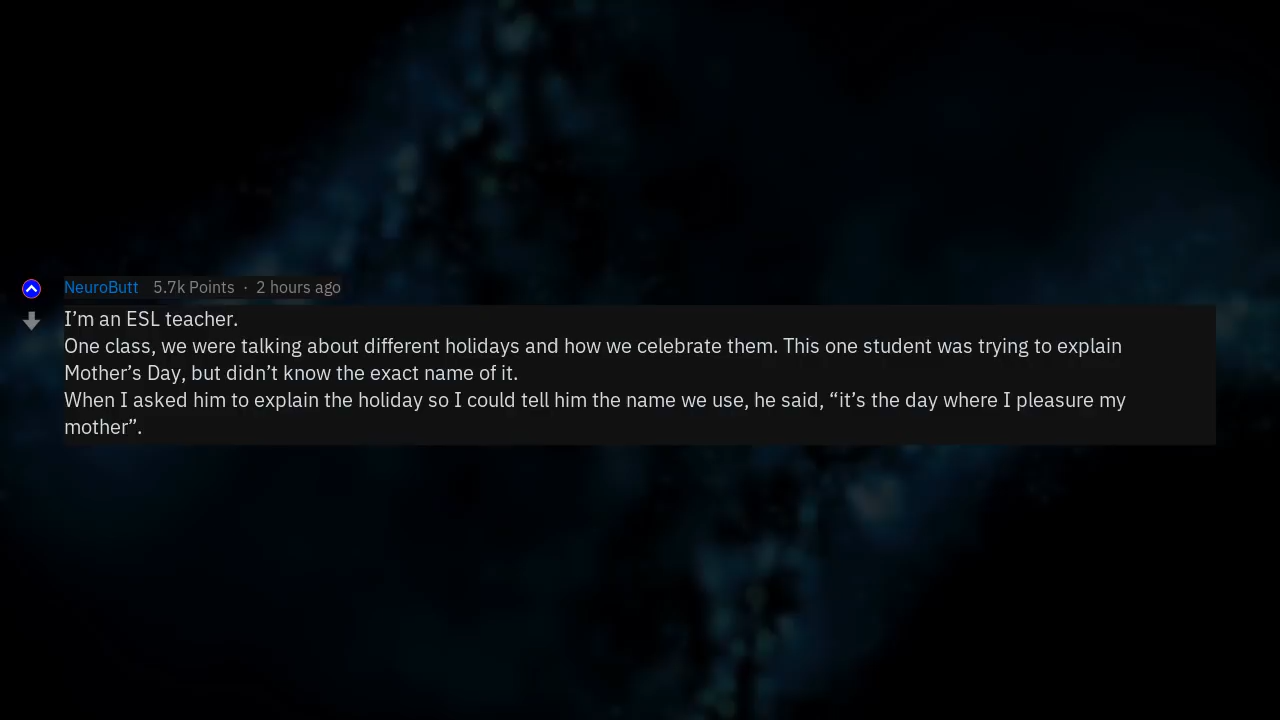 NeuroButt 5.7k Points · 2 hours ago
I’m an ESL teacher.
One class, we were talking about different holidays and how we celebrate them. This one student was trying to explain
Mother’s Day, but didn’t know the exact name of it.
When I asked him to explain the holiday so I could tell him the name we use, he said, “it’s the day where I pleasure my
mother”.